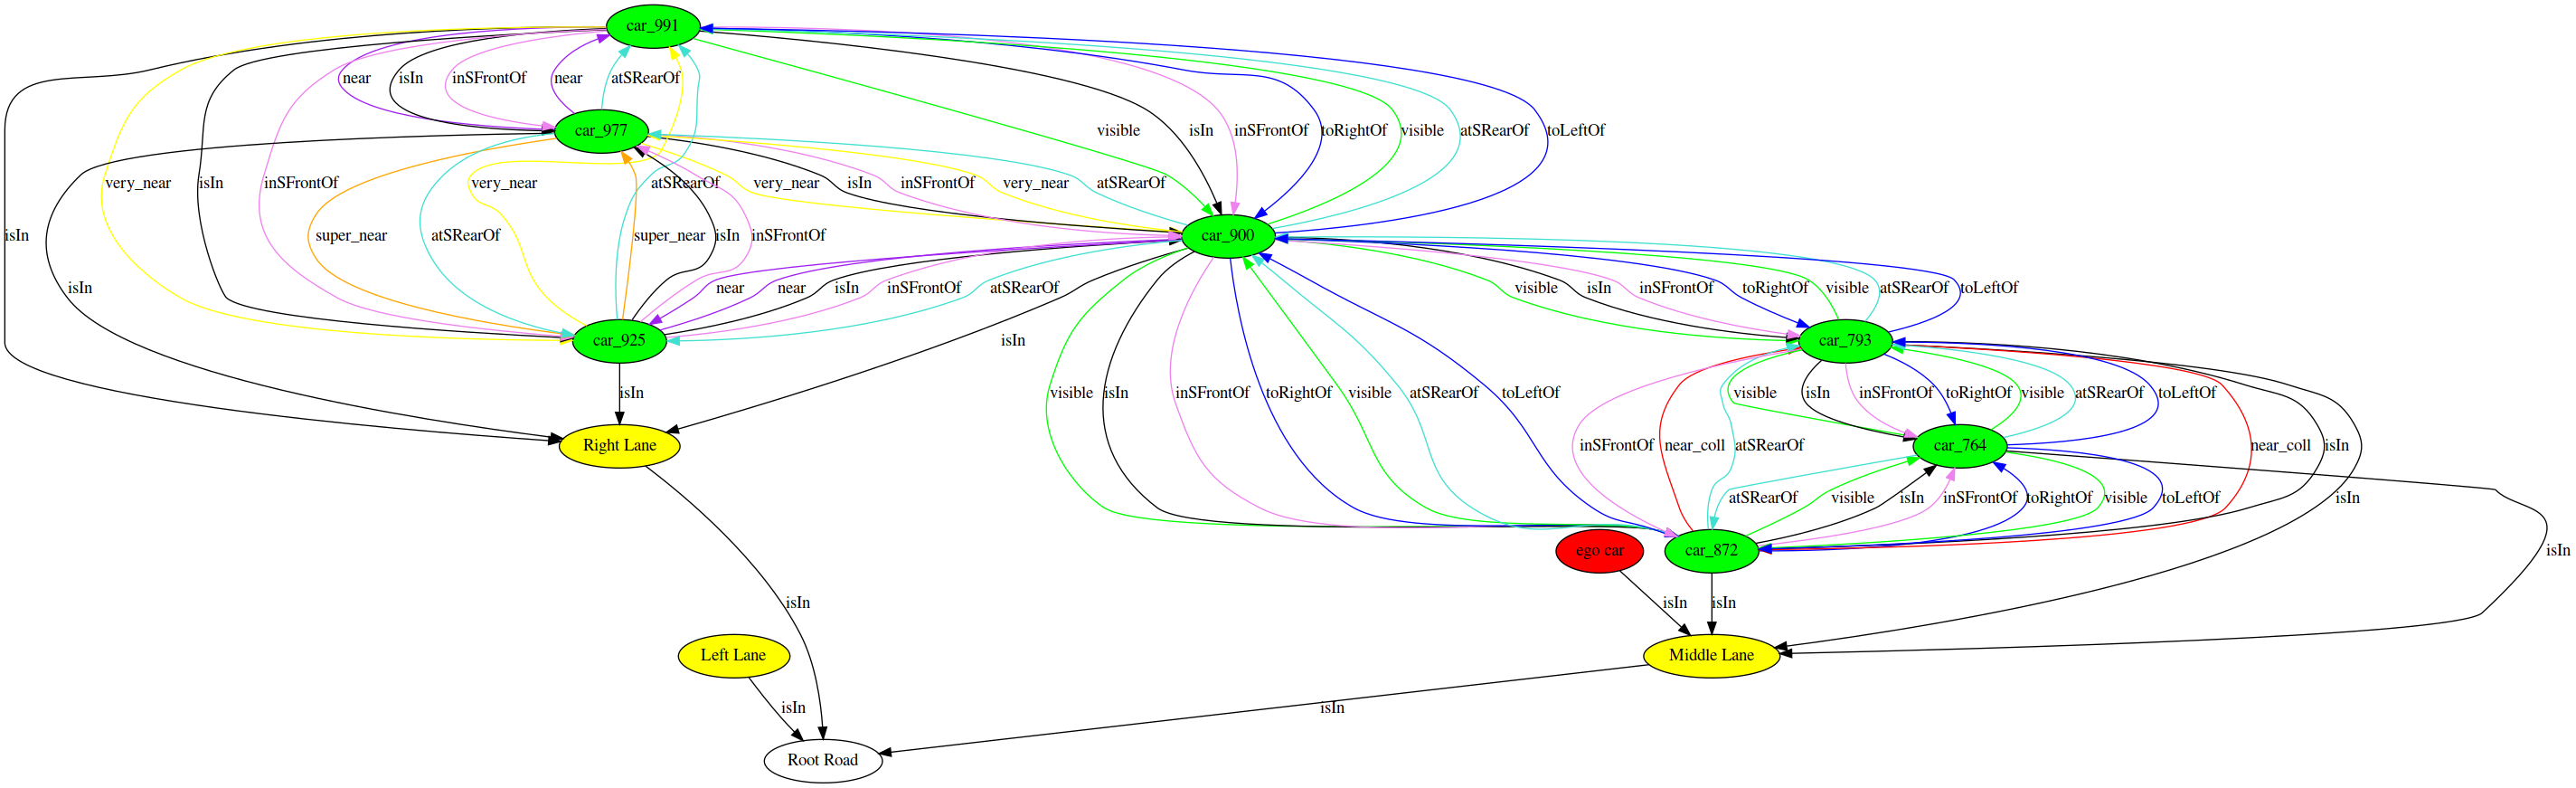 car_991
near isIn inSFrontOf near atSRearOf
car_977
visible isIn inSFrontOf toRightOf visible atSRearOf toLeftOf
very_near isIn inSFrontOf very_near atSRearOf very_near isIn inSFrontOf very_near atSRearOf
isIn super_near atSRearOf super_near isIn inSFrontOf
car_900
isIn near near isIn inSFrontOf atSRearOf visible isIn inSFrontOf toRightOf visible atSRearOf toLeftOf
car_925
isIn
car_793
isIn visible isIn inSFrontOf toRightOf visible atSRearOf toLeftOf visible isIn inSFrontOf toRightOf visible atSRearOf toLeftOf
Right Lane
inSFrontOf near_coll atSRearOf
car_764
near_coll isIn
atSRearOf visible isIn inSFrontOf toRightOf visible toLeftOf isIn
ego car
car_872
isIn
isIn isIn isIn
Left Lane
Middle Lane
isIn isIn
Root Road